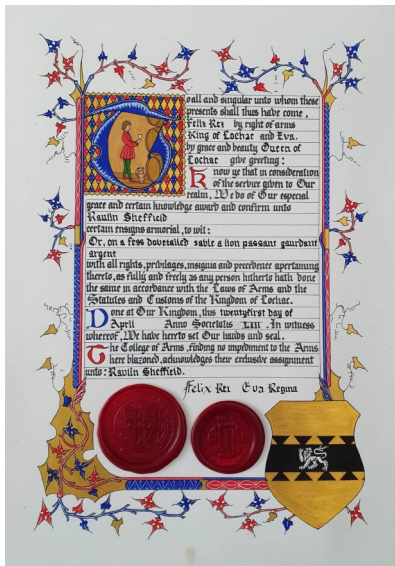 To all and singular unto whom these
presents shall thus have come,
Felix Rex by right of arms
King of Lochac and Eva.
by grace and beauty Queen of
Lochac give greeting:
Know ye that in consideration
of the service given to Our
realm, We do of Our especial
grace and certain knowledge award and confirm unto
Ravlin Sheffield
certain ensigns armorial, to wit:
Or, on a fess dovetailed sable a lion passant gaurdant
argent
with all rights, privilages, insignia and precedence apertaining
thereto, as fully and freely as any person hitherto hath done
the same in accordance with the Laws of Arms and the
Statutes and Customs of the Kingdom of Lochac.
Done at Our Kingdom, this twentyfirst day of
April Anno Societatis LIII. In witness
whereof, We have hereto set Our hands and seal.
The College of Arms, finding no impediment to the Arms
here blazoned, acknowledges their exclusive assignment
unto: Ravlin Sheffield.
Felix Rex Eva Regina